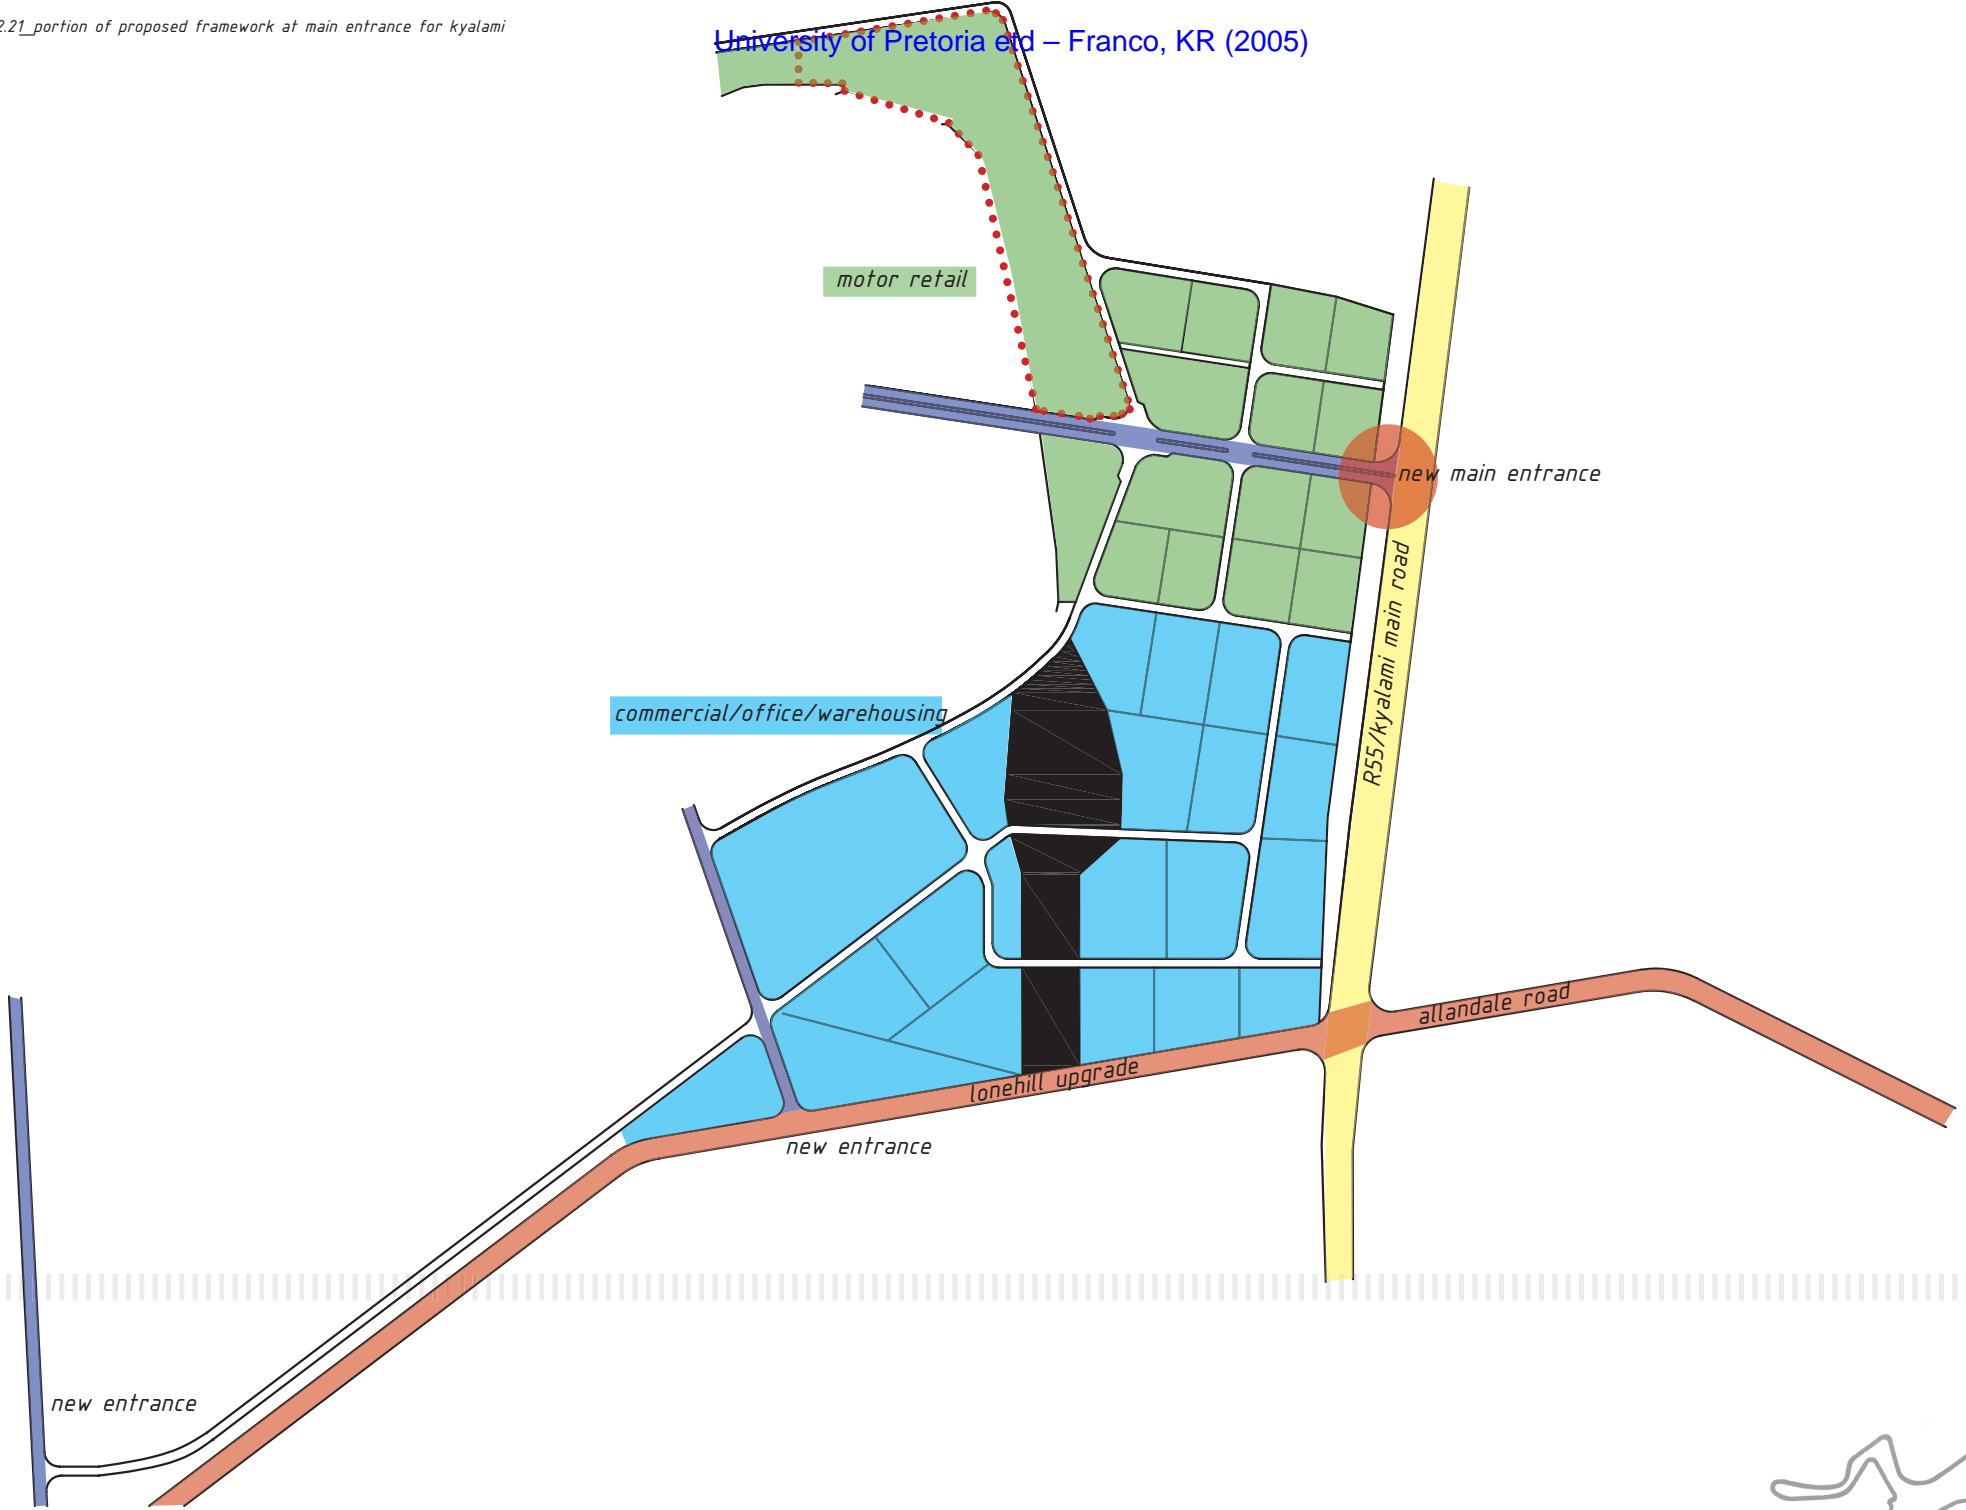 2.21_portion of proposed framework at main entrance for kyalami
University of Pretoria etd – Franco, KR (2005)
motor retail
new main entrance
R55/kyalami main road
commercial/office/warehousing
allandale road
lonehill upgrade
new entrance
new entrance